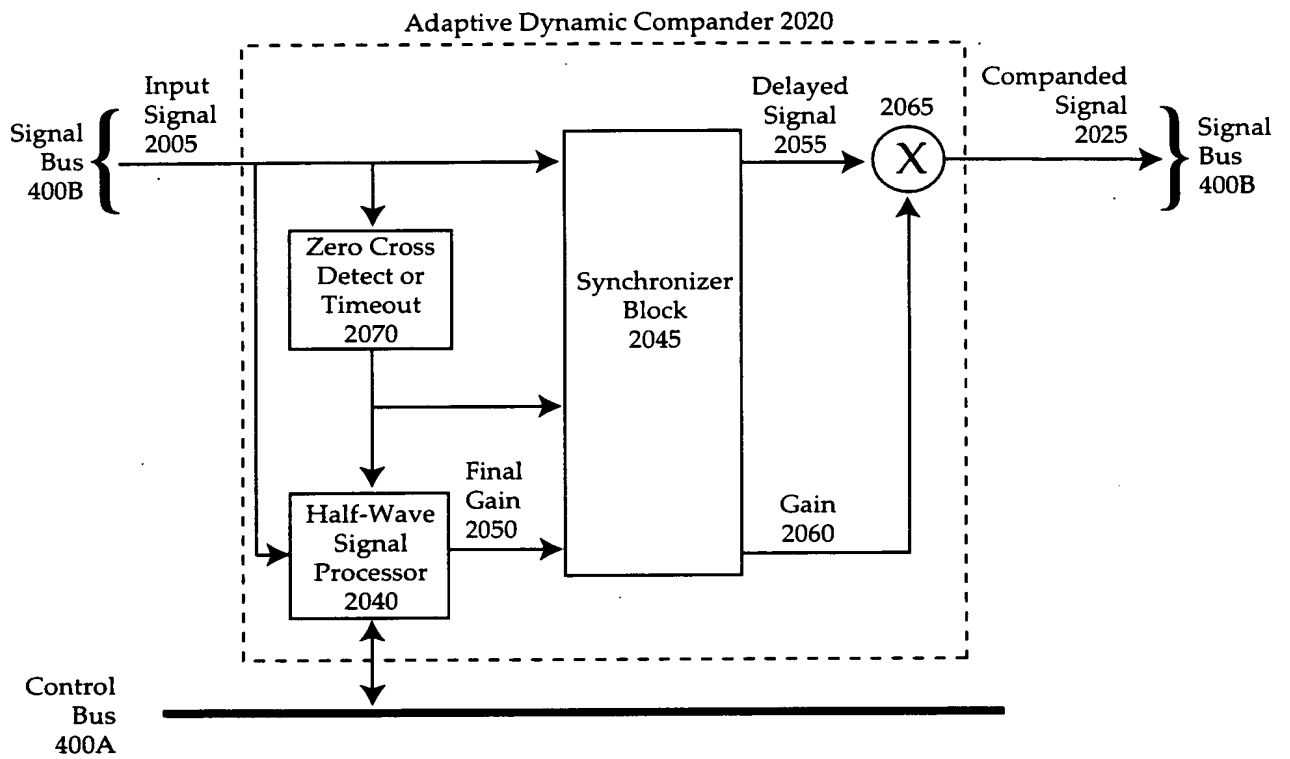 Adaptive Dynamic Compander 2020
Input
Signal
2005
Signal
Bus
400B
Delayed
Signal
2055
2065
X
Companded
Signal
2025
Signal
Bus
400B
Zero Cross
Detect or
Timeout
2070
Synchronizer
Block
2045
Half-Wave
Signal
Processor
2040
Final
Gain
2050
Gain
2060
Control
Bus
400A